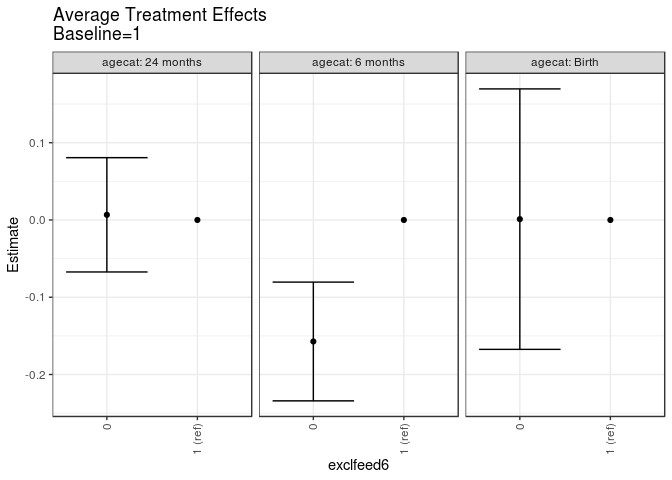 Average Treatment Effects
Baseline=1
agecat: 24 months
agecat: 6 months
agecat: Birth
Estimate
0.1
0.0
-0.1
-0.2
0
1 (ref)
0
1 (ref)
0
1 (ref)
exclfeed6